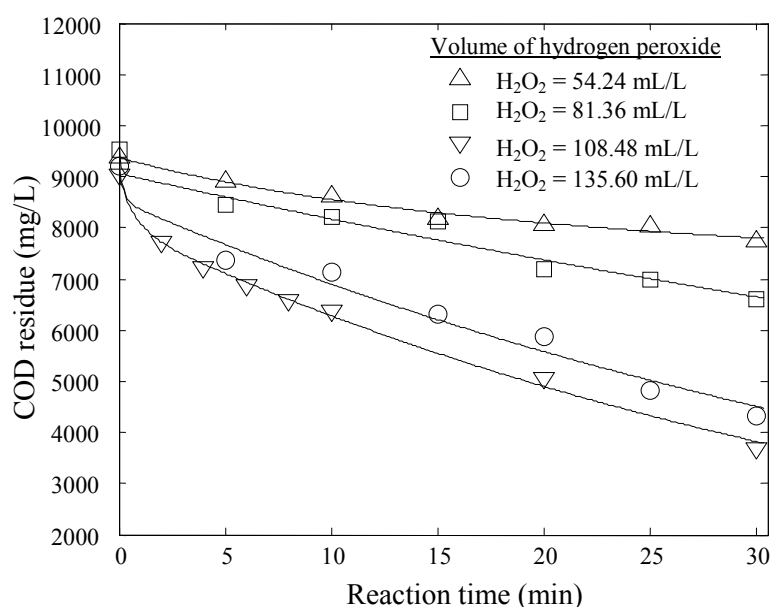 Volume of hydrogen peroxide
H₂O₂ = 54.24 mL/L
H₂O₂ = 81.36 mL/L
H₂O₂ = 108.48 mL/L
H₂O₂ = 135.60 mL/L
COD residue (mg/L)
12000
11000
10000
9000
8000
7000
6000
5000
4000
3000
2000
0 5 10 15 20 25 30
Reaction time (min)